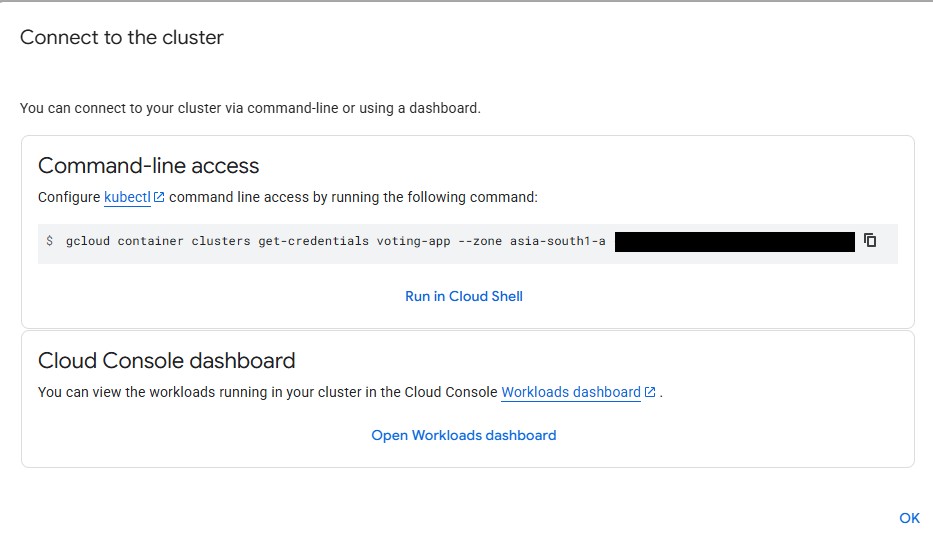 Connect to the cluster
You can connect to your cluster via command-line or using a dashboard.
Command-line access
Configure kubectl command line access by running the following command:
$ gcloud container clusters get-credentials voting-app --zone asia-south1-a
Run in Cloud Shell
Cloud Console dashboard
You can view the workloads running in your cluster in the Cloud Console Workloads dashboard .
Open Workloads dashboard
OK